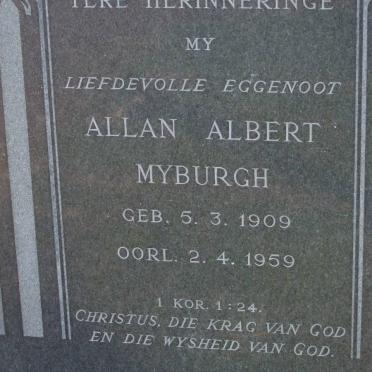 TERE HERINNERINGE
MY
LIEFDEVOLLE EGGENOOT
ALLAN ALBERT
MYBURGH
GEB. 5. 3. 1909
OORL. 2. 4. 1959
1 KOR. 1:24.
CHRISTUS, DIE KRAG VAN GOD
EN DIE WYSHEID VAN GOD.